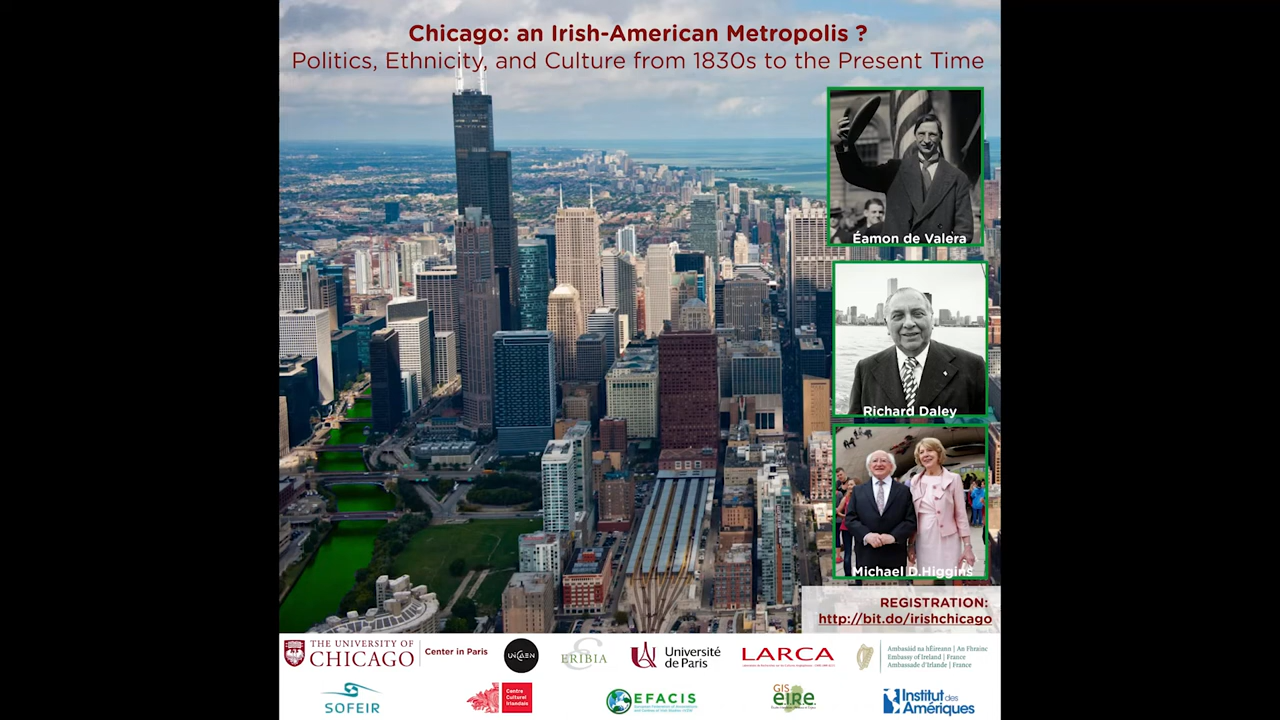 Chicago: an Irish-American Metropolis ?
Politics, Ethnicity, and Culture from 1830s to the Present Time
Éamon de Valera
Richard Daley
Michael D.Higgins
REGISTRATION:
http://bit.do/irishchicago
THE UNIVERSITY OF
CHICAGO
Center in Paris
UNICAEN
ERIBIA
Université
de Paris
LARCA
Ambasáid na hÉireann | An Fhrainc
Embassy of Ireland | France
Ambassade d'Irlande | France
SOFEIR
Centre
Culturel
Irlandais
EFACIS
GIS
e.i.r.e.
Institut des
Amériques